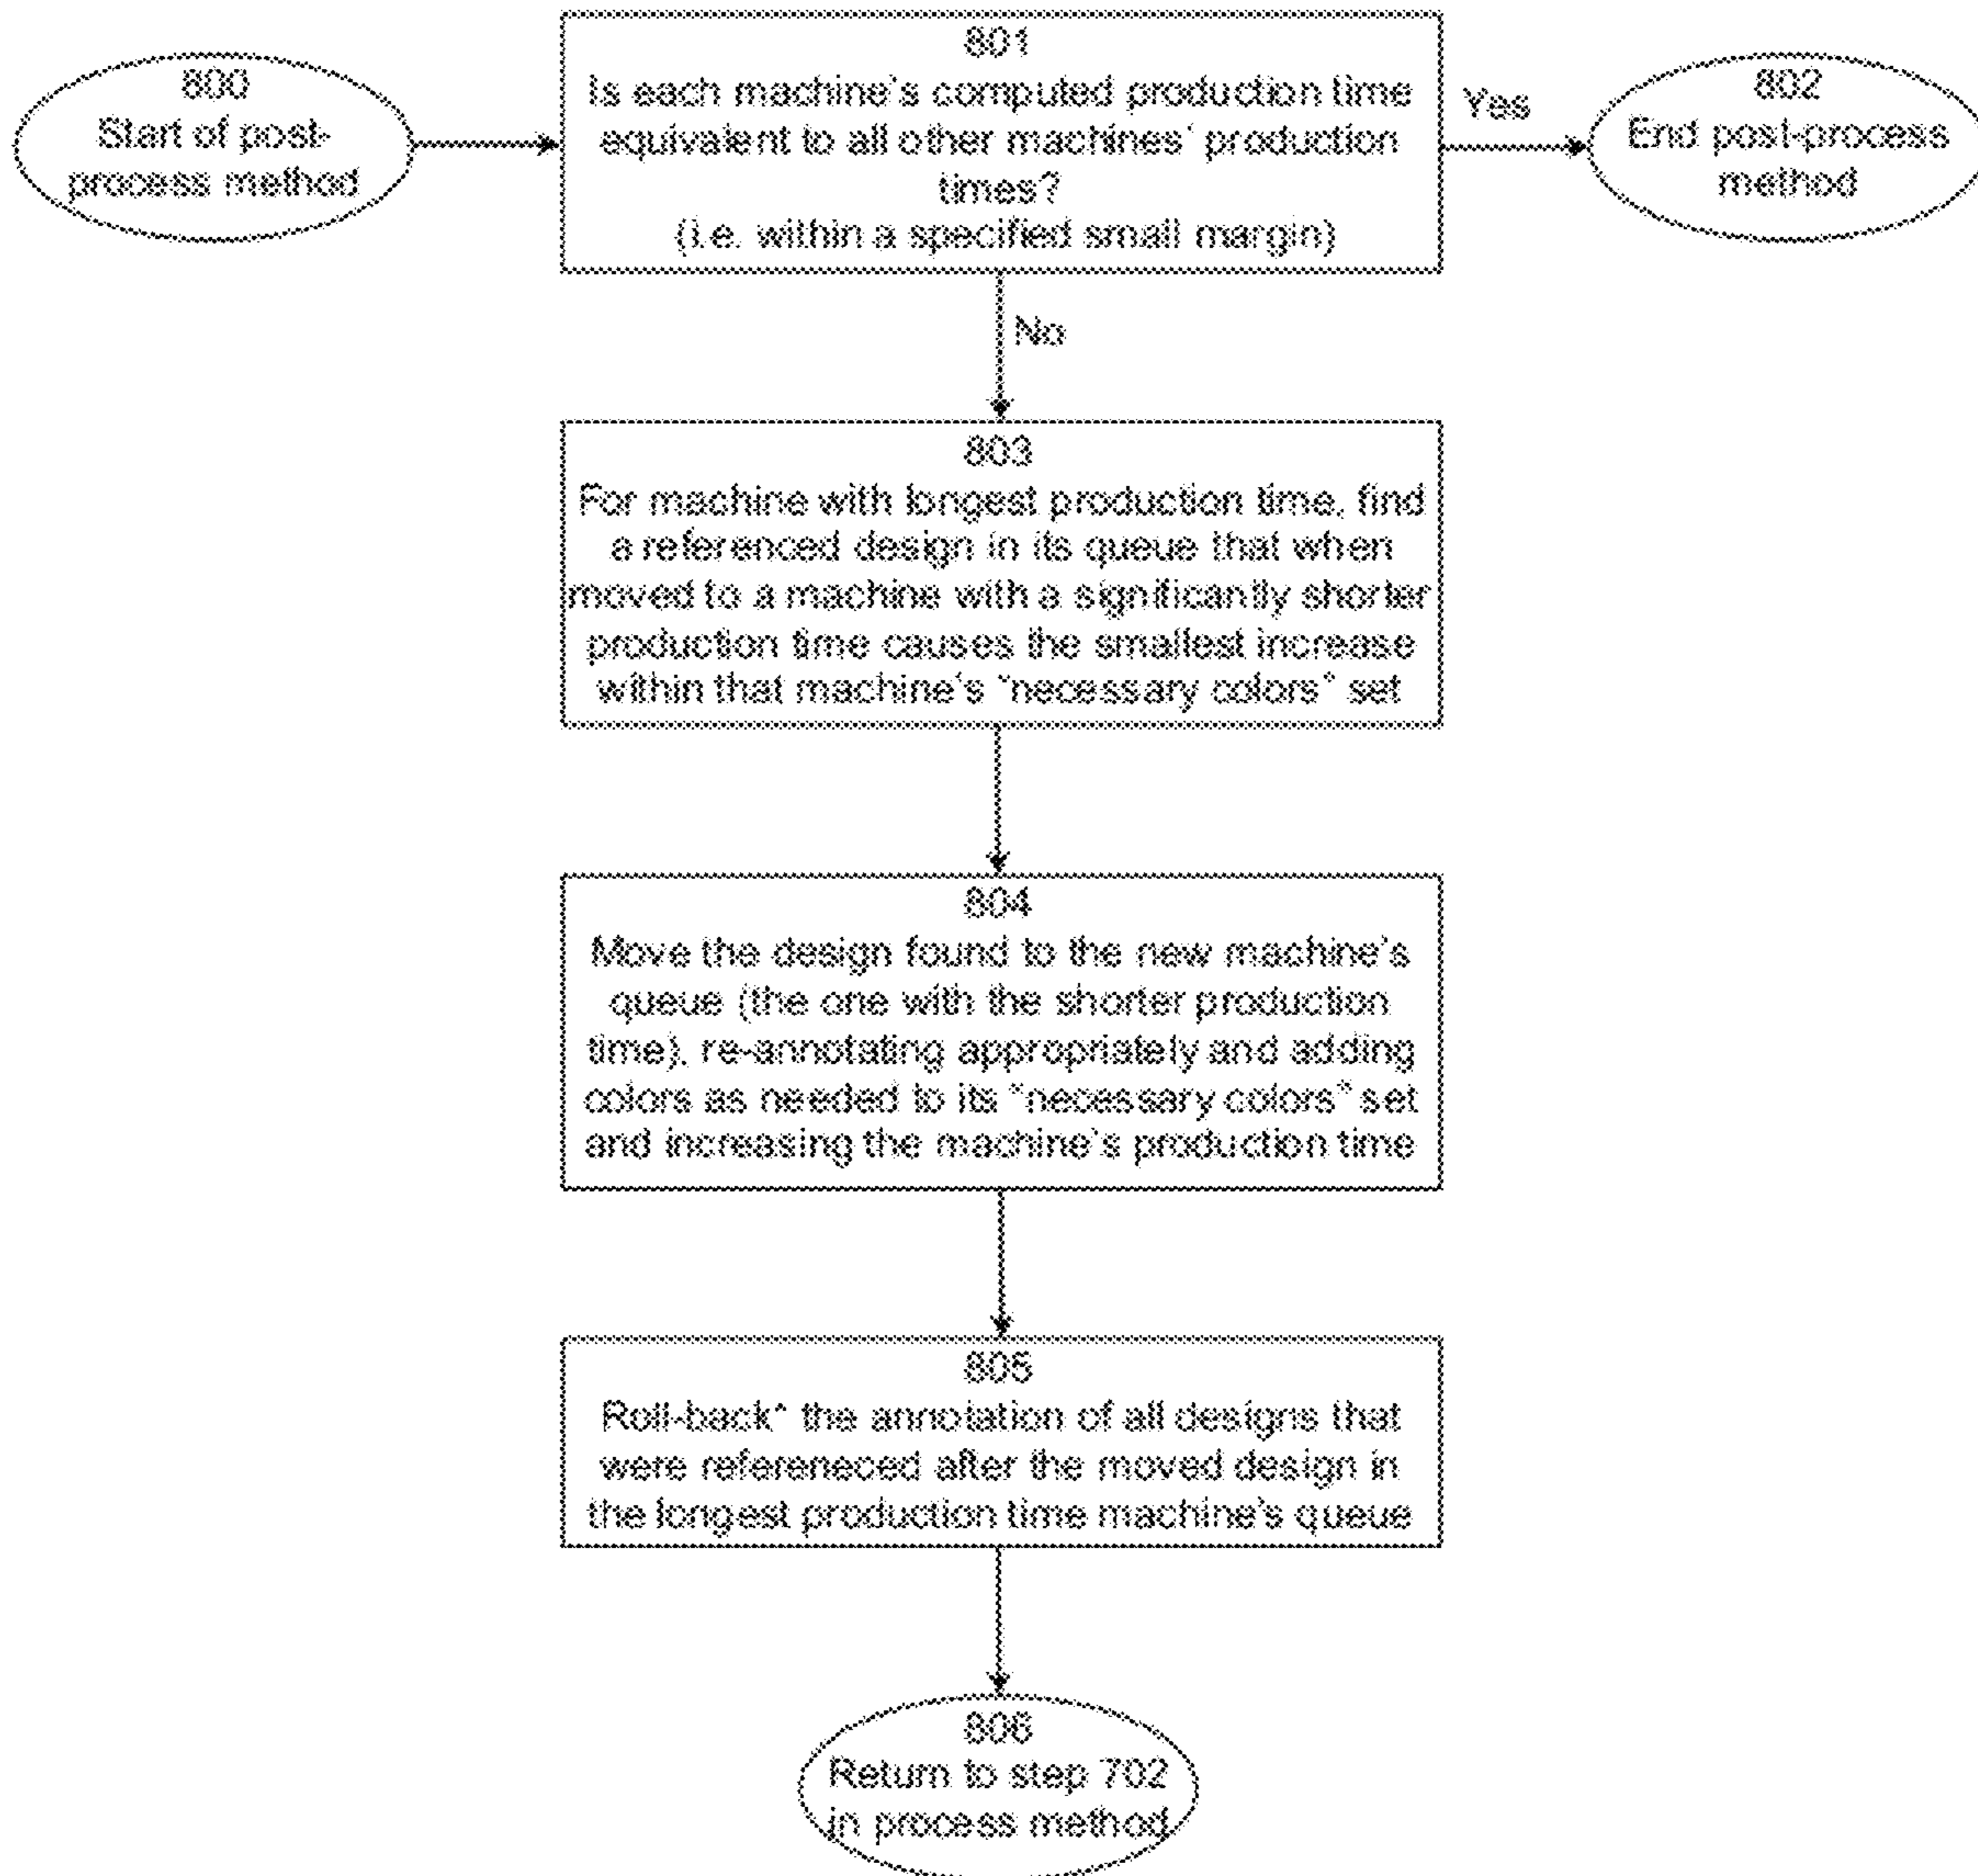 800
Start of post-
process method
801
Is each machine's computed production time
equivalent to all other machines' production
times?
(i.e. within a specified small margin)
Yes
802
End post-process
method
No
803
For machine with longest production time, find
a referenced design in its queue that when
moved to a machine with a significantly shorter
production time causes the smallest increase
within that machine's "necessary colors" set
804
Move the design found to the new machine's
queue (the one with the shorter production
time), re-annotating appropriately and adding
colors as needed to its "necessary colors" set
and increasing the machine's production time
805
Roll-back* the annotation of all designs that
were refereneced after the moved design in
the longest production time machine's queue
806
Return to step 702
in process method